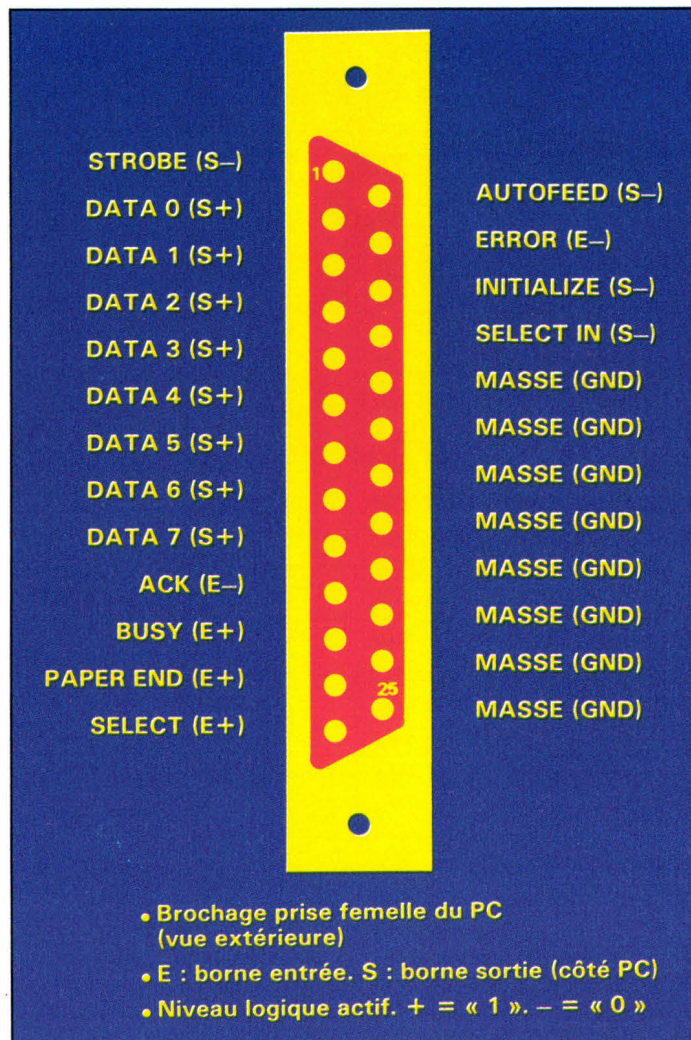 STROBE (S–)
DATA 0 (S+)
DATA 1 (S+)
DATA 2 (S+)
DATA 3 (S+)
DATA 4 (S+)
DATA 5 (S+)
DATA 6 (S+)
DATA 7 (S+)
ACK (E–)
BUSY (E+)
PAPER END (E+)
SELECT (E+)
1
25
AUTOFEED (S–)
ERROR (E–)
INITIALIZE (S–)
SELECT IN (S–)
MASSE (GND)
MASSE (GND)
MASSE (GND)
MASSE (GND)
MASSE (GND)
MASSE (GND)
MASSE (GND)
MASSE (GND)
• Brochage prise femelle du PC
(vue extérieure)
• E : borne entrée. S : borne sortie (côté PC)
• Niveau logique actif. + = « 1 ». – = « 0 »